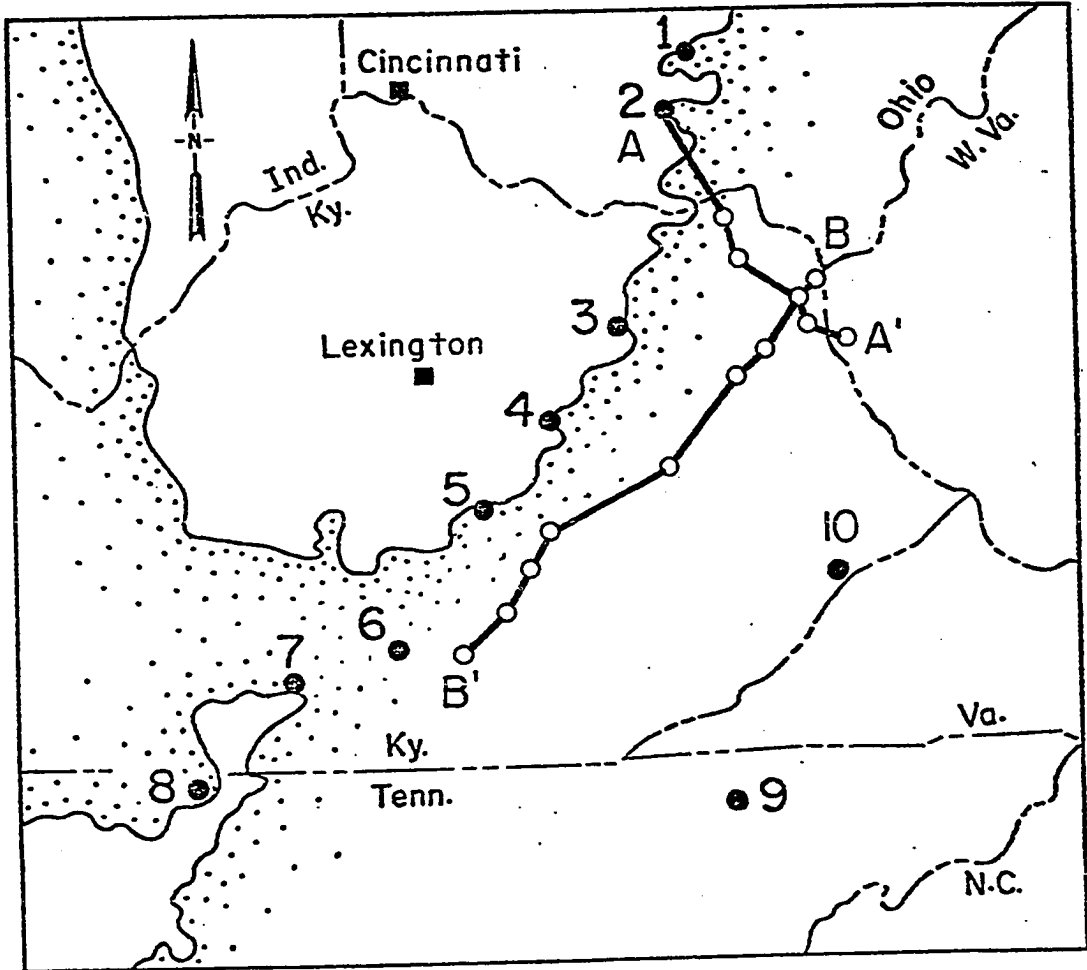 1
Cincinnati
2
A
Ohio
W. Va.
-N-
Ind.
Ky.
B
3
A'
Lexington
4
5
10
6
7
B'
Ky.
Va.
8
Tenn.
9
N.C.